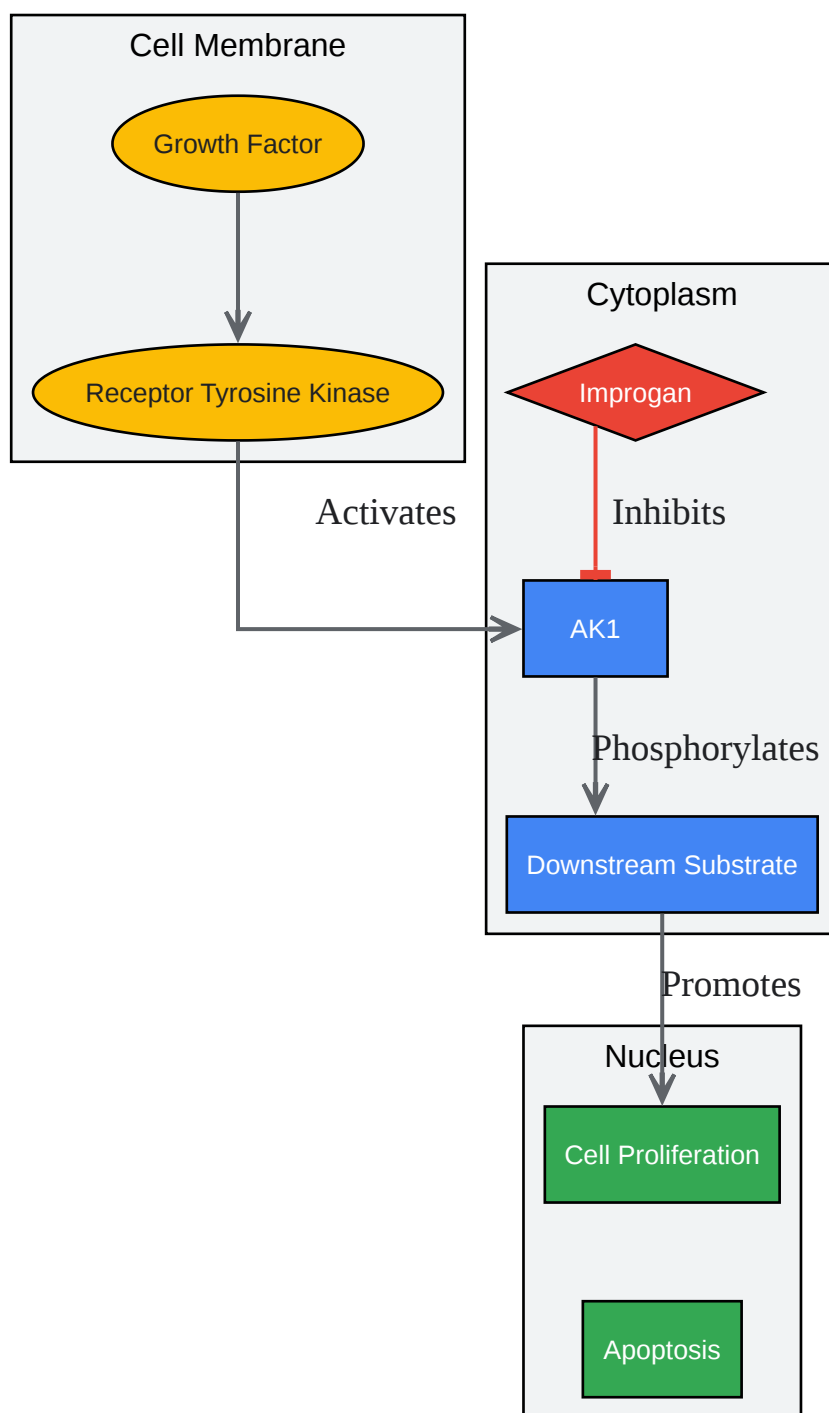 Cell Membrane
Growth Factor
Receptor Tyrosine Kinase
Activates
Cytoplasm
Improgan
Inhibits
AK1
Phosphorylates
Downstream Substrate
Promotes
Nucleus
Cell Proliferation
Apoptosis